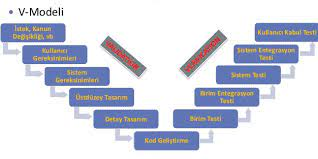 • V-Modeli
İstek, Kanun
Değişikliği, vb
Kullanıcı
Gereksinimleri
Sistem
Gereksinimleri
Üstdüzey Tasarım
Detay Tasarım
Kod Geliştirme
Birim Testi
Birim Entegrasyon
Testi
Sistem Testi
Sistem Entegrasyon
Testi
Kullanıcı Kabul Testi